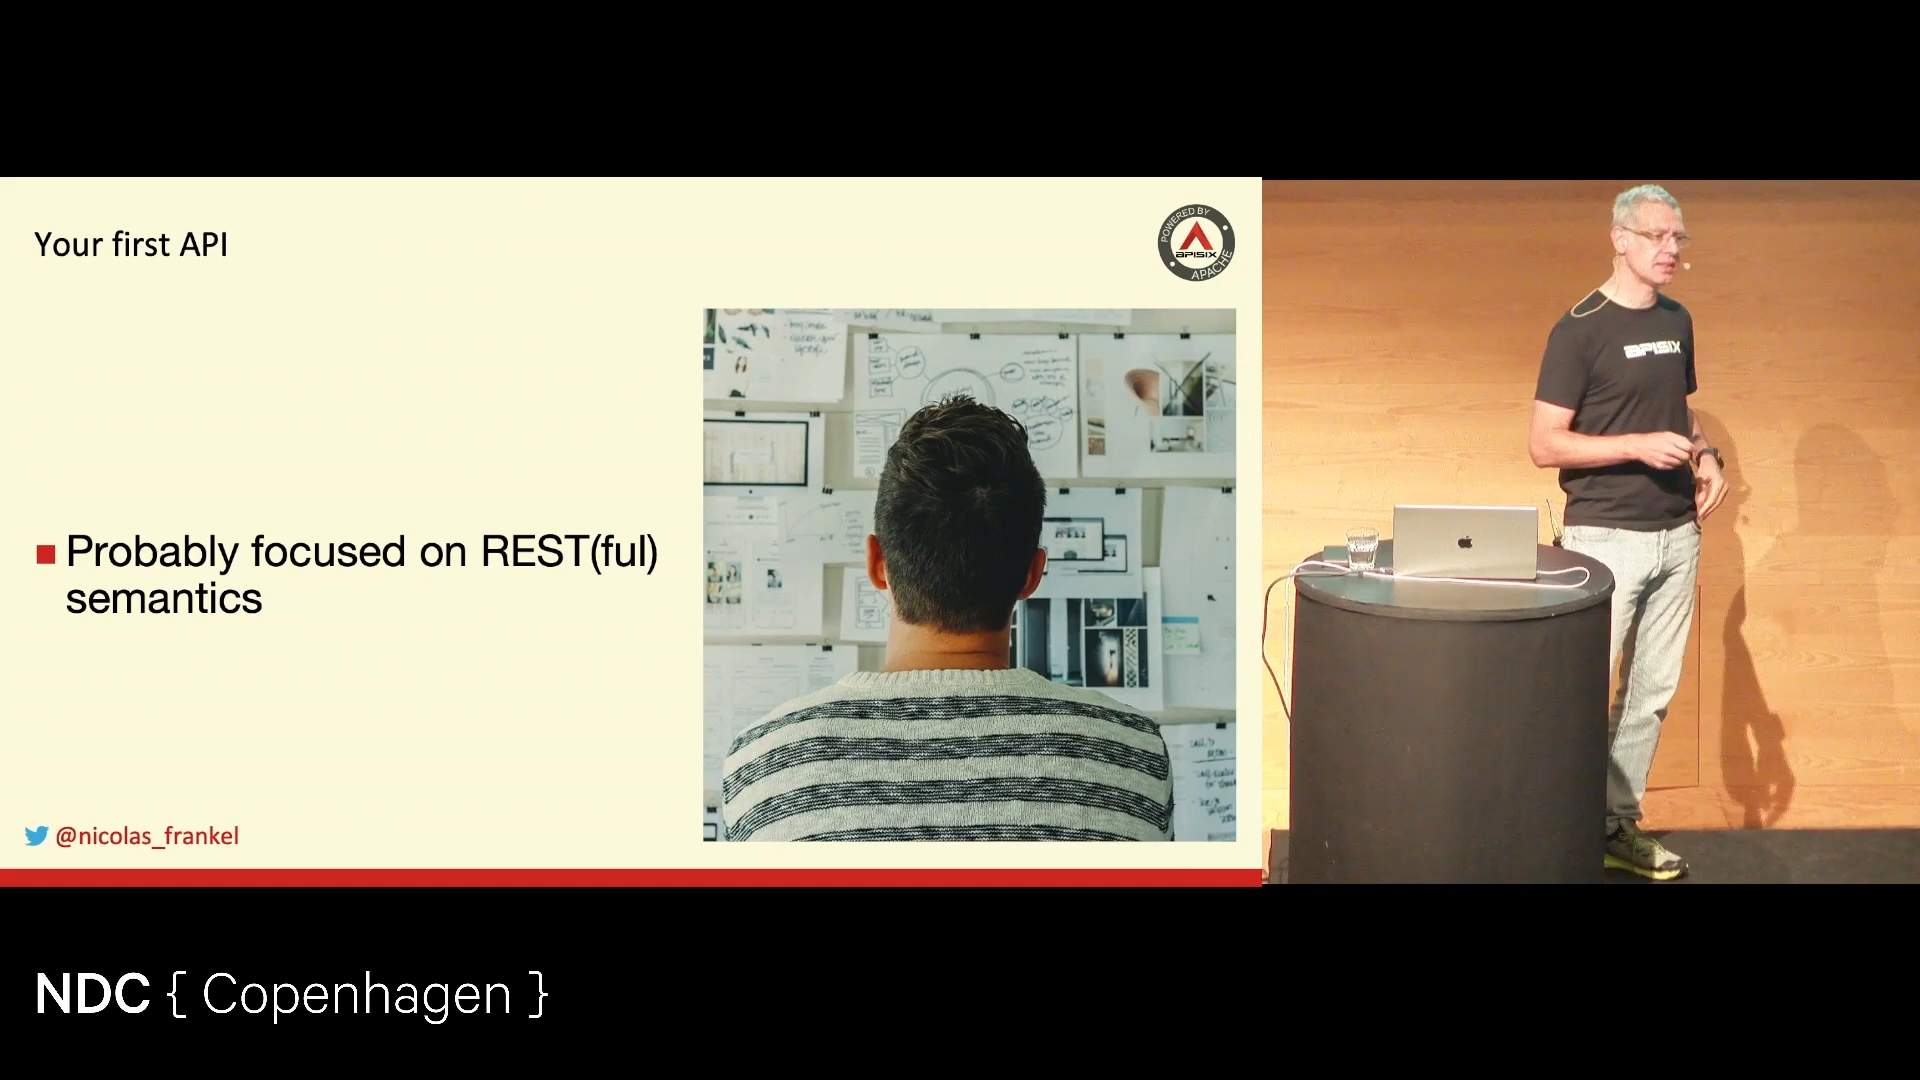 Your first API
POWERED BY
APISIX
APACHE
Probably focused on REST(ful)
semantics
@nicolas_frankel
APISIX
NDC { Copenhagen }